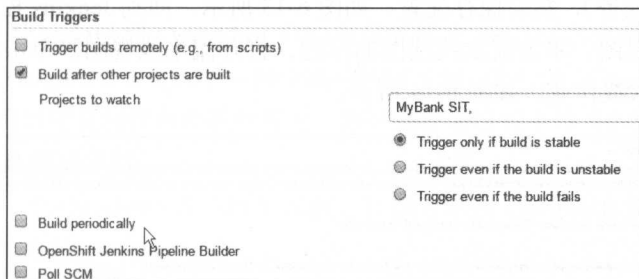 Build Triggers
Trigger builds remotely (e.g., from scripts)
Build after other projects are built
Projects to watch
MyBank SIT,
Trigger only if build is stable
Trigger even if the build is unstable
Trigger even if the build fails
Build periodically
OpenShift Jenkins Pipeline Builder
Poll SCM